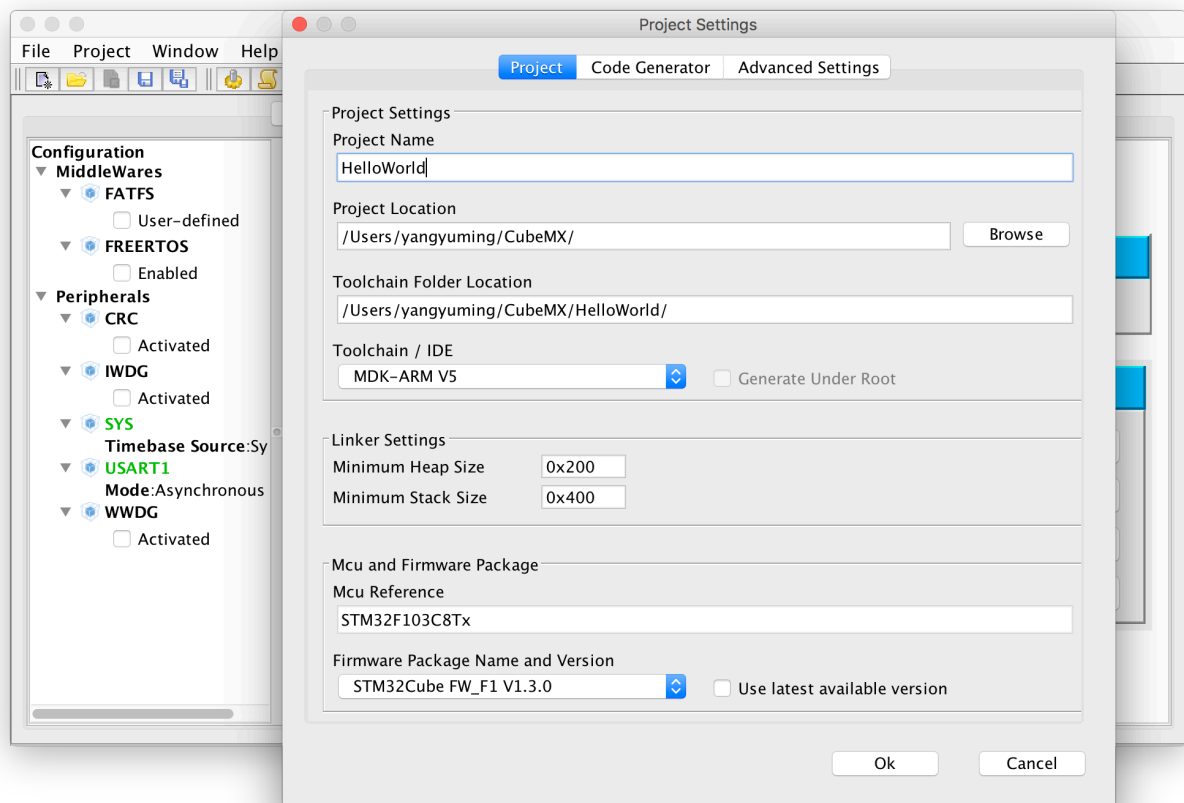 Project Settings
File Project Window Help
Project Code Generator Advanced Settings
Configuration
MiddleWares
FATFS
User-defined
FREERTOS
Enabled
Peripherals
CRC
Activated
IWDG
Activated
SYS
Timebase Source:Sy
USART1
Mode:Asynchronous
WWDG
Activated
Project Settings
Project Name
HelloWorld
Project Location
/Users/yangyuming/CubeMX/
Browse
Toolchain Folder Location
/Users/yangyuming/CubeMX/HelloWorld/
Toolchain / IDE
MDK-ARM V5
Generate Under Root
Linker Settings
Minimum Heap Size 0x200
Minimum Stack Size 0x400
Mcu and Firmware Package
Mcu Reference
STM32F103C8Tx
Firmware Package Name and Version
STM32Cube FW_F1 V1.3.0
Use latest available version
Ok Cancel